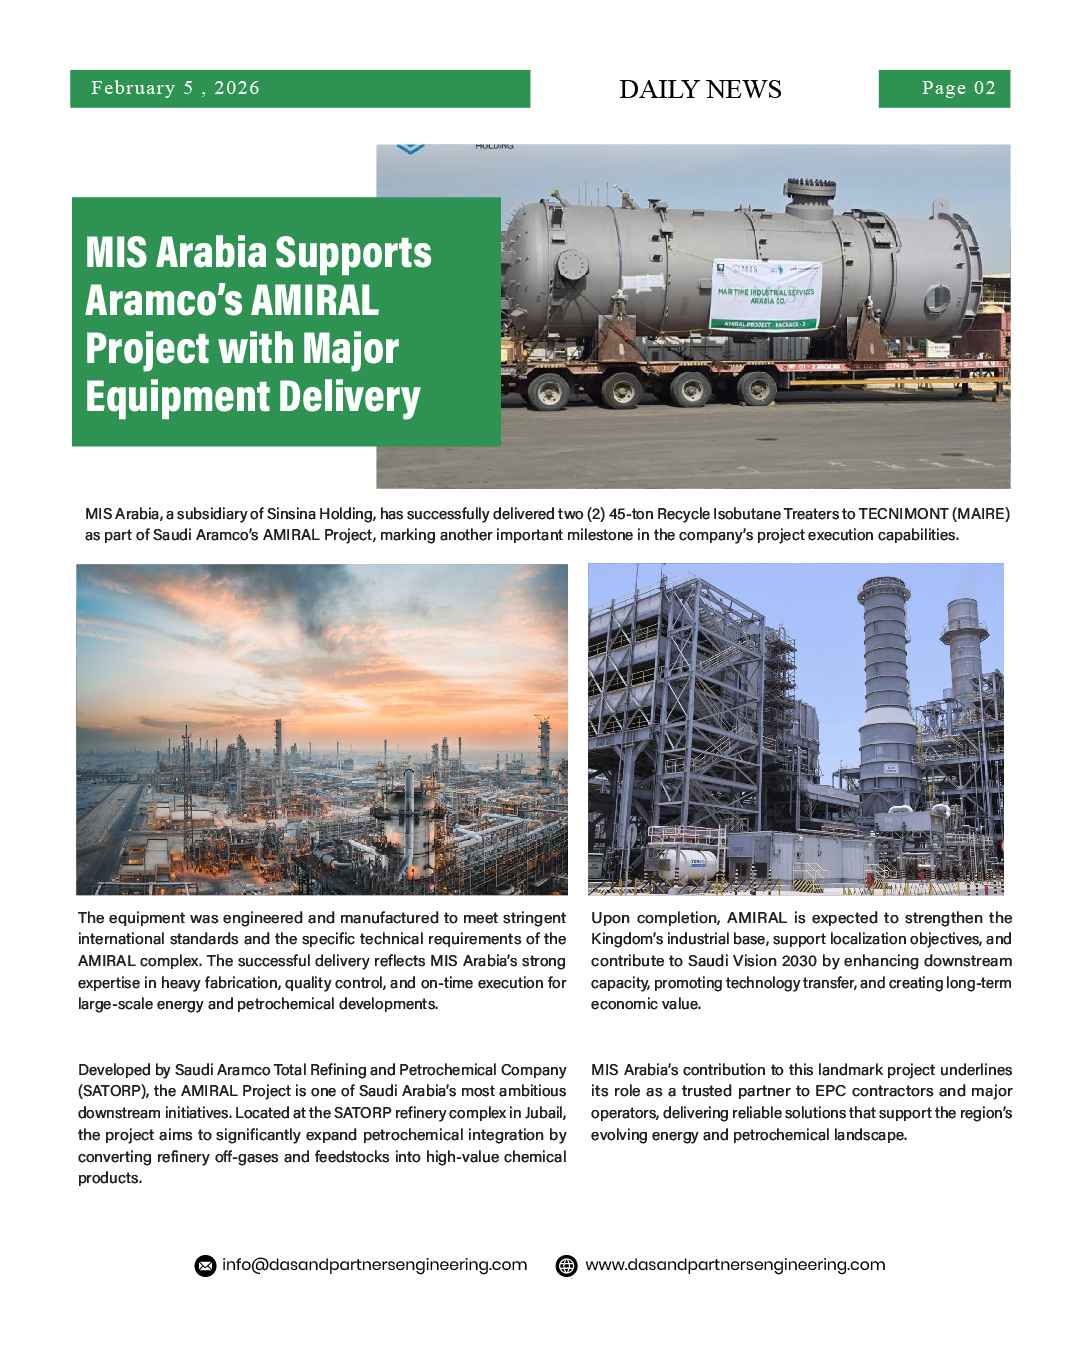 February 5 , 2026
DAILY NEWS
Page 02
HOLDING
MIS Arabia Supports
Aramco's AMIRAL
Project with Major
Equipment Delivery
MARITIME INDUSTRIAL SERVICES
ARABIA CO.
AMIRAL PROJECT - PACKAGE - 3
MIS Arabia, a subsidiary of Sinsina Holding, has successfully delivered two (2) 45-ton Recycle Isobutane Treaters to TECNIMONT (MAIRE)
as part of Saudi Aramco's AMIRAL Project, marking another important milestone in the company's project execution capabilities.
The equipment was engineered and manufactured to meet stringent
international standards and the specific technical requirements of the
AMIRAL complex. The successful delivery reflects MIS Arabia's strong
expertise in heavy fabrication, quality control, and on-time execution for
large-scale energy and petrochemical developments.
Developed by Saudi Aramco Total Refining and Petrochemical Company
(SATORP), the AMIRAL Project is one of Saudi Arabia's most ambitious
downstream initiatives. Located at the SATORP refinery complex in Jubail,
the project aims to significantly expand petrochemical integration by
converting refinery off-gases and feedstocks into high-value chemical
products.
Upon completion, AMIRAL is expected to strengthen the
Kingdom's industrial base, support localization objectives, and
contribute to Saudi Vision 2030 by enhancing downstream
capacity, promoting technology transfer, and creating long-term
economic value.
MIS Arabia's contribution to this landmark project underlines
its role as a trusted partner to EPC contractors and major
operators, delivering reliable solutions that support the region's
evolving energy and petrochemical landscape.
info@dasandpartnersengineering.com
www.dasandpartnersengineering.com